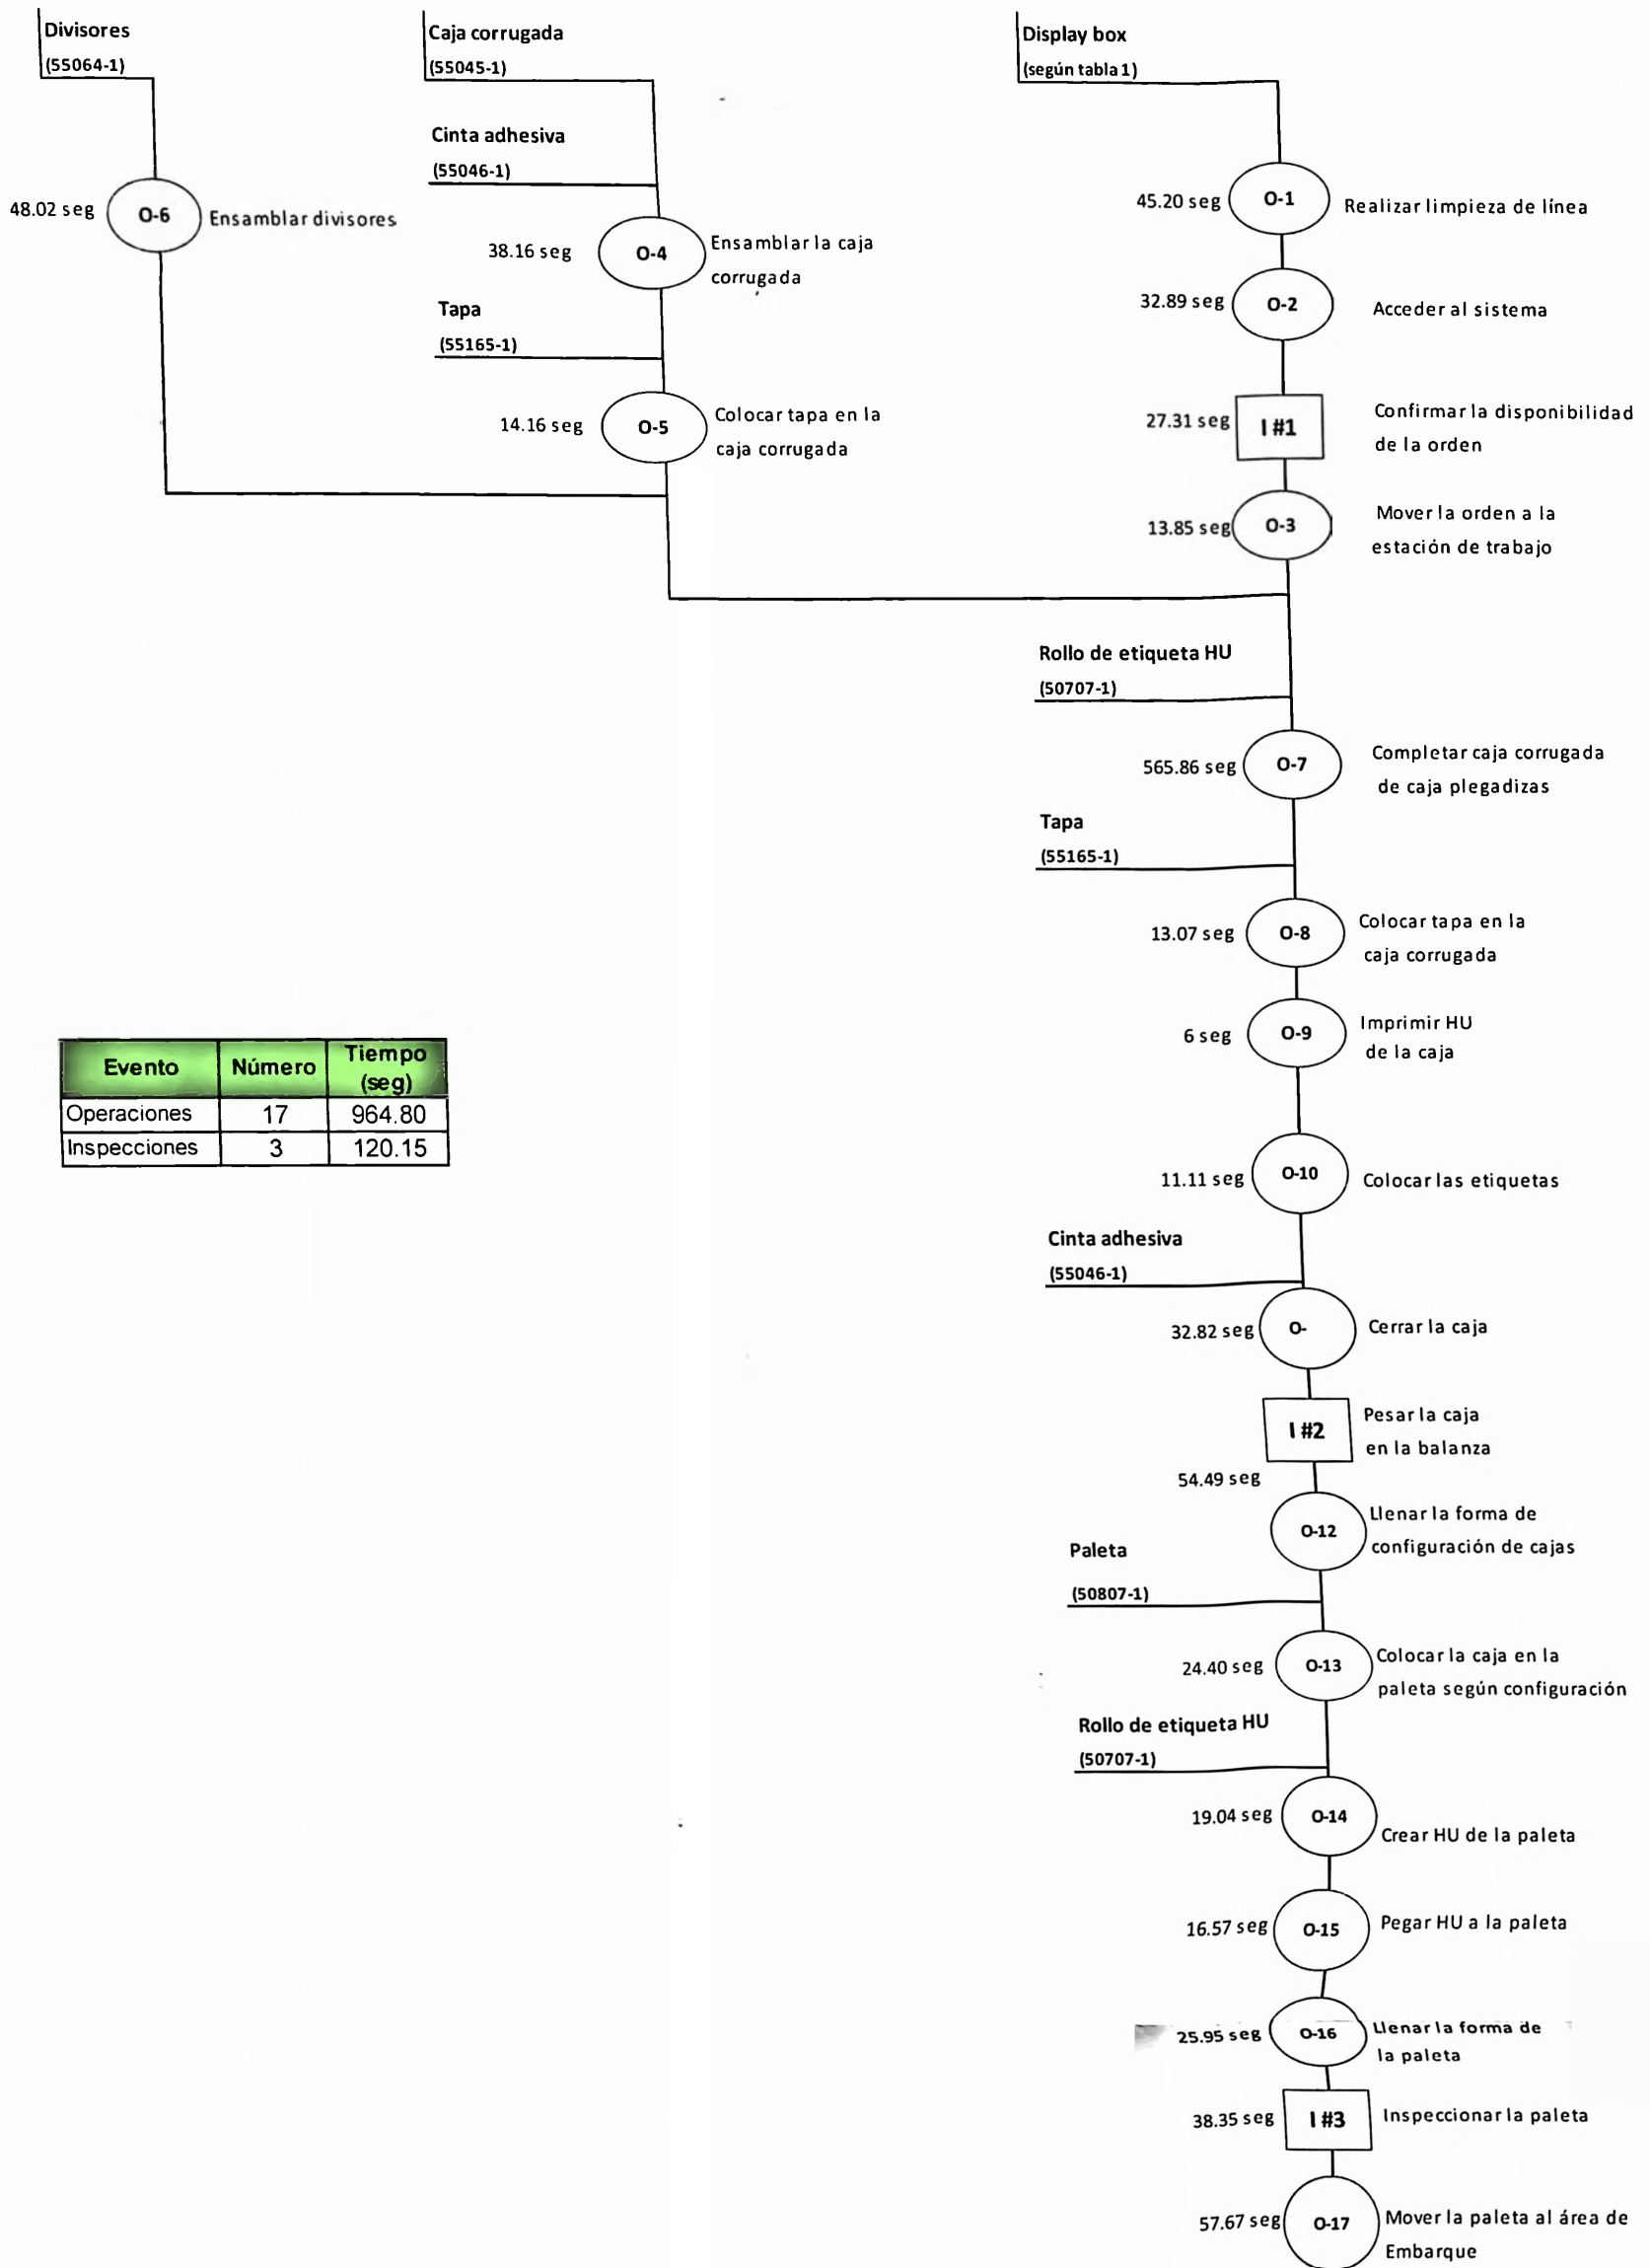 Divisores
(55064-1)
48.02 seg
O-6
Ensamblar divisores
Caja corrugada
(55045-1)
Cinta adhesiva
(55046-1)
38.16 seg
O-4
Ensamblar la caja
corrugada
Tapa
(55165-1)
14.16 seg
O-5
Colocar tapa en la
caja corrugada
Display box
(según tabla 1)
45.20 seg
O-1
Realizar limpieza de línea
32.89 seg
O-2
Acceder al sistema
27.31 seg
I #1
Confirmar la disponibilidad
de la orden
13.85 seg
O-3
Mover la orden a la
estación de trabajo
Rollo de etiqueta HU
(50707-1)
565.86 seg
O-7
Completar caja corrugada
de caja plegadizas
Tapa
(55165-1)
13.07 seg
O-8
Colocar tapa en la
caja corrugada
6 seg
O-9
Imprimir HU
de la caja
11.11 seg
O-10
Colocar las etiquetas
Cinta adhesiva
(55046-1)
32.82 seg
O-
Cerrar la caja
I #2
Pesar la caja
en la balanza
54.49 seg
O-12
Llenar la forma de
configuración de cajas
Paleta
(50807-1)
24.40 seg
O-13
Colocar la caja en la
paleta según configuración
Rollo de etiqueta HU
(50707-1)
19.04 seg
O-14
Crear HU de la paleta
16.57 seg
O-15
Pegar HU a la paleta
25.95 seg
O-16
Llenar la forma de
la paleta
38.35 seg
I #3
Inspeccionar la paleta
57.67 seg
O-17
Mover la paleta al área de
Embarque
Evento Número Tiempo
(seg)
Operaciones 17 964.80
Inspecciones 3 120.15